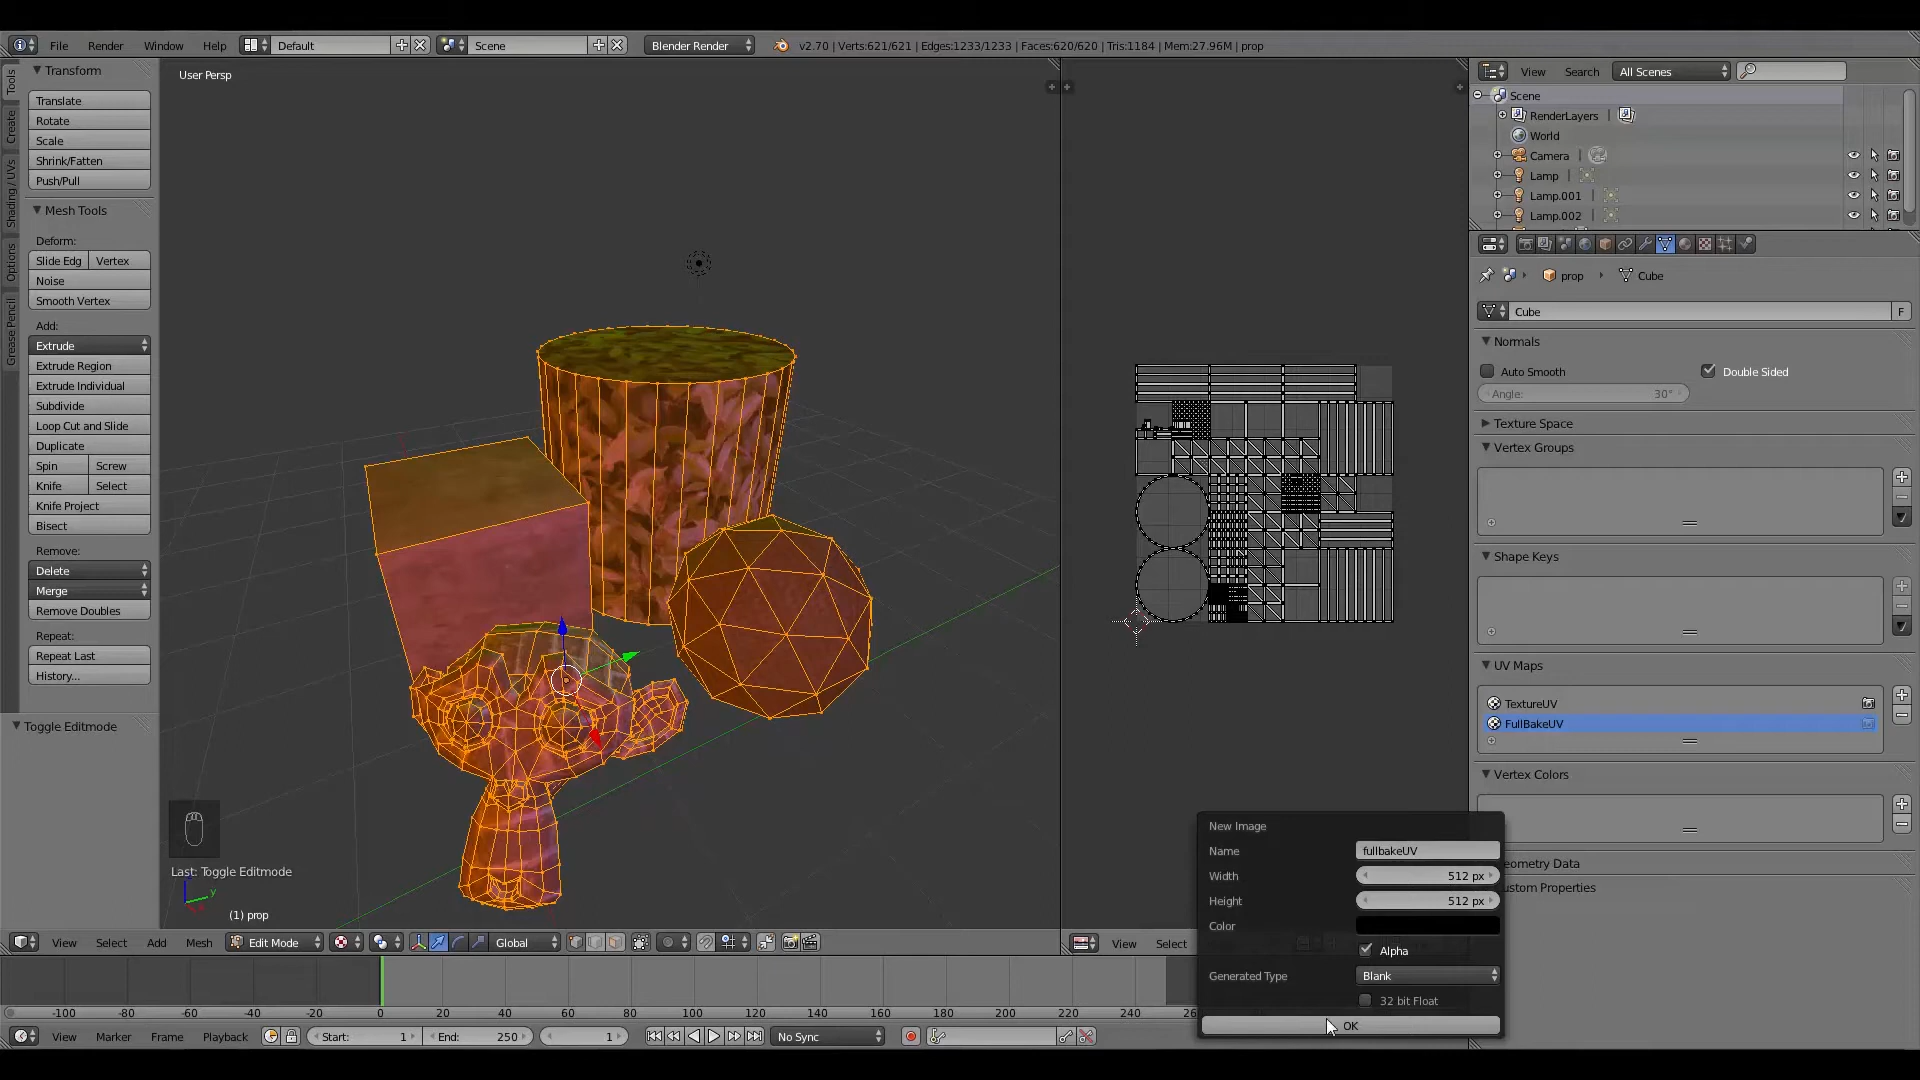 File Render Window Help Default Scene Blender Render v2.70 | Verts:621/621 | Edges:1233/1233 | Faces:620/620 | Tris:1184 | Mem:27.96M | prop
Tools
Create
Shading / UVs
Options
Grease Pencil
Transform
Translate
Rotate
Scale
Shrink/Fatten
Push/Pull
Mesh Tools
Deform:
Slide Edg Vertex
Noise
Smooth Vertex
Add:
Extrude
Extrude Region
Extrude Individual
Subdivide
Loop Cut and Slide
Duplicate
Spin Screw
Knife Select
Knife Project
Bisect
Remove:
Delete
Merge
Remove Doubles
Repeat:
Repeat Last
History...
Toggle Editmode
User Persp
Last: Toggle Editmode
y
(1) prop
View Select Add Mesh Edit Mode Global
View Select
New Image
Name fullbakeUV
Width 512 px
Height 512 px
Color
Alpha
Generated Type Blank
32 bit Float
OK
View Search All Scenes
Scene
RenderLayers |
World
Camera |
Lamp |
Lamp.001 |
Lamp.002 |
prop Cube
Cube F
Normals
Auto Smooth Double Sided
Angle: 30°
Texture Space
Vertex Groups
Shape Keys
UV Maps
TextureUV
FullBakeUV
Vertex Colors
eometry Data
ustom Properties
-100 -80 -60 -40 -20 0 20 40 60 80 100 120 140 160 180 200 220 240
View Marker Frame Playback Start: 1 End: 250 1 No Sync